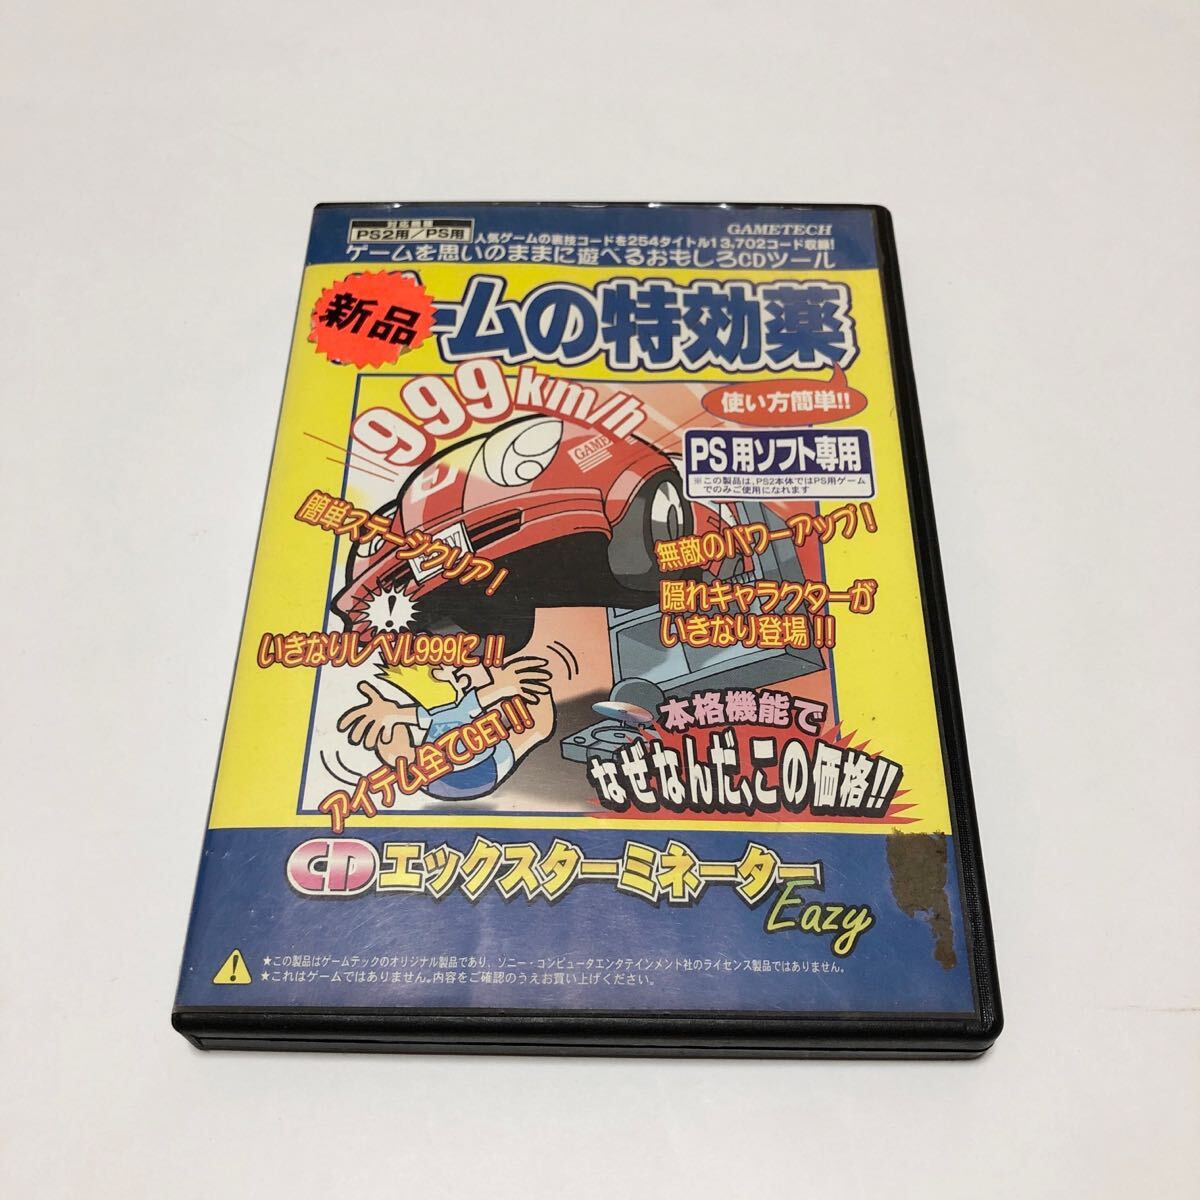 対応機種
PS2用/PS用
GAMETECH
人気ゲームの裏技コードを254タイトル13,702コード収録!
ゲームを思いのままに遊べるおもしろCDツール
新品
ームの特効薬
使い方簡単!!
999km/h
GAME
PS用ソフト専用
※この製品は、PS2本体ではPS用ゲーム
でのみご使用になれます
簡単ステージクリア!
無敵のパワーアップ!
隠れキャラクターが
いきなり登場!!
!
いきなりレベル999に!!
アイテム全てGET!!
本格機能で
なぜなんだ、この価格!!
CDエックスターミネーター
Eazy
★この製品はゲームテックのオリジナル製品であり、ソニー・コンピュータエンタテインメント社のライセンス製品ではありません。
★これはゲームではありません。内容をご確認のうえお買い上げください。